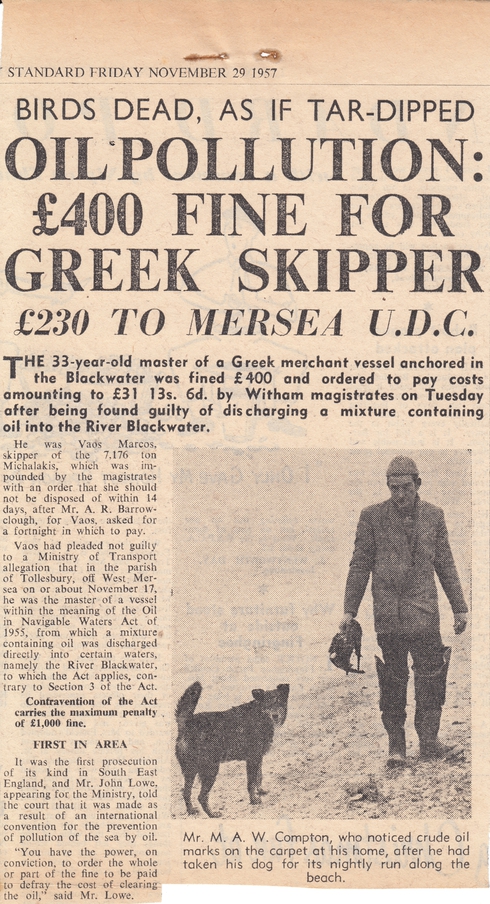 STANDARD FRIDAY NOVEMBER 29 1957
BIRDS DEAD, AS IF TAR-DIPPED
OIL POLLUTION:
£400 FINE FOR
GREEK SKIPPER
£230 TO MERSEA U.D.C.
THE 33-year-old master of a Greek merchant vessel anchored in
the Blackwater was fined £400 and ordered to pay costs
amounting to £31 13s. 6d. by Witham magistrates on Tuesday
after being found guilty of discharging a mixture containing
oil into the River Blackwater.
He was Vaos Marcos,
skipper of the 7,176 ton
Michalakis, which was im-
pounded by the magistrates
with an order that she should
not be disposed of within 14
days, after Mr. A. R. Barrow-
clough, for Vaos, asked for
a fortnight in which to pay.
Vaos had pleaded not guilty
to a Ministry of Transport
allegation that in the parish
of Tollesbury, off West Mer-
sea on or about November 17,
he was the master of a vessel
within the meaning of the Oil
in Navigable Waters Act of
1955, from which a mixture
containing oil was discharged
directly into certain waters,
namely the River Blackwater,
to which the Act applies, con-
trary to Section 3 of the Act.
Contravention of the Act
carries the maximum penalty
of £1,000 fine.
FIRST IN AREA
It was the first prosecution
of its kind in South East
England, and Mr. John Lowe,
appearing for the Ministry, told
the court that it was made as
a result of an international
convention for the prevention
of pollution of the sea by oil.
"You have the power, on
conviction, to order the whole
or part of the fine to be paid
to defray the cost of clearing
the oil," said Mr. Lowe.
Mr. M. A. W. Compton, who noticed crude oil
marks on the carpet at his home, after he had
taken his dog for its nightly run along the
beach.